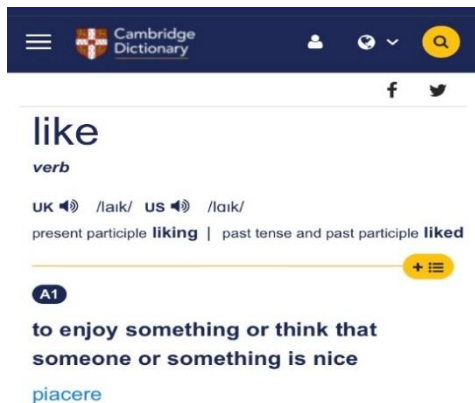 Cambridge
Dictionary
f
like
verb
UK /laɪk/ US /laɪk/
present participle liking | past tense and past participle liked
+
A1
to enjoy something or think that
someone or something is nice
piacere